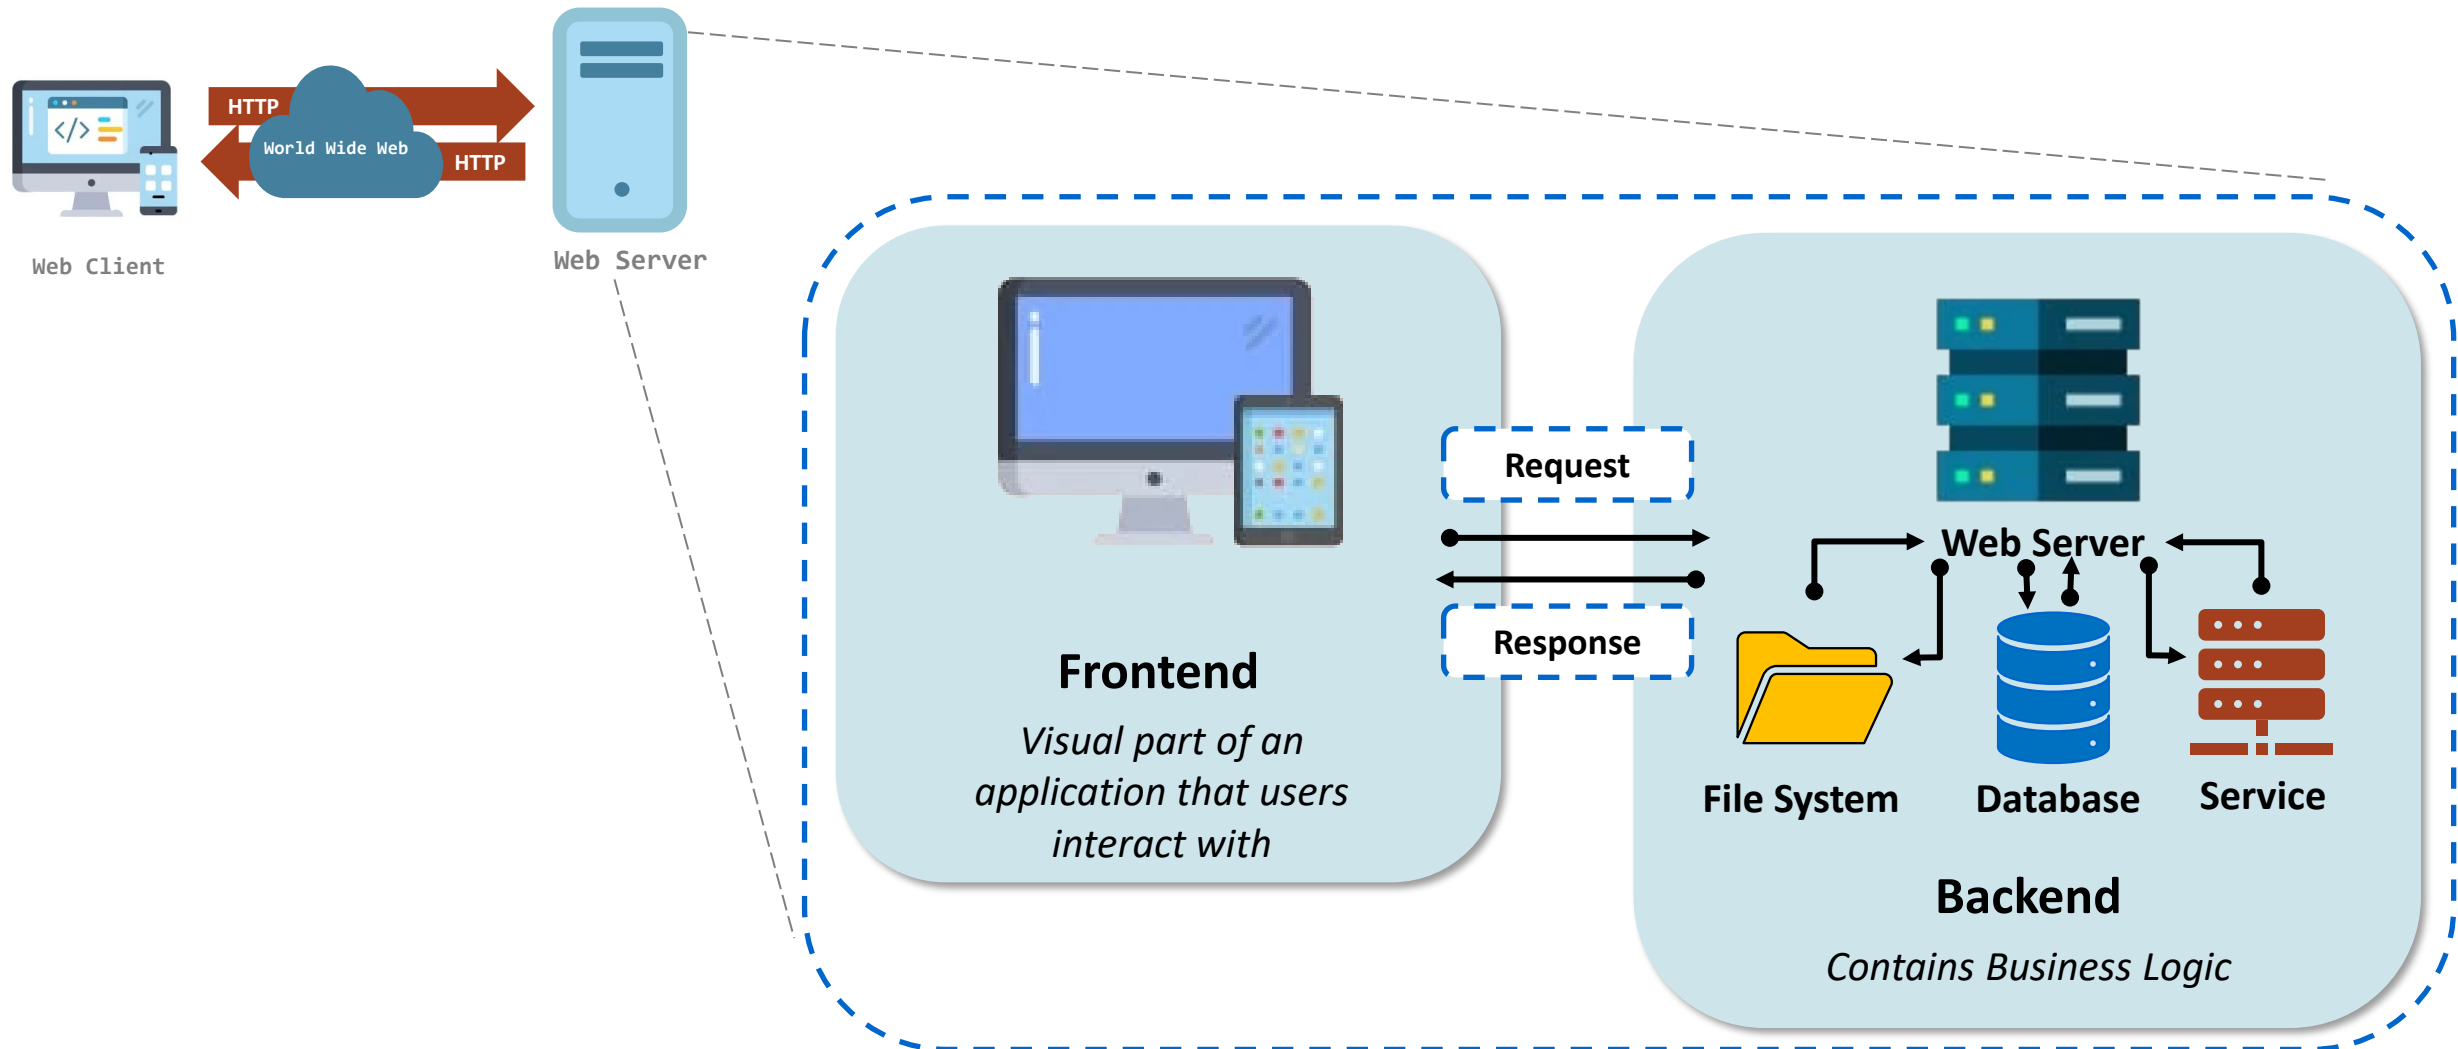 HTTP
World Wide Web
HTTP
Web Client
Web Server
Request
Response
Frontend
Visual part of an
application that users
interact with
Web Server
File System
Database
Service
Backend
Contains Business Logic